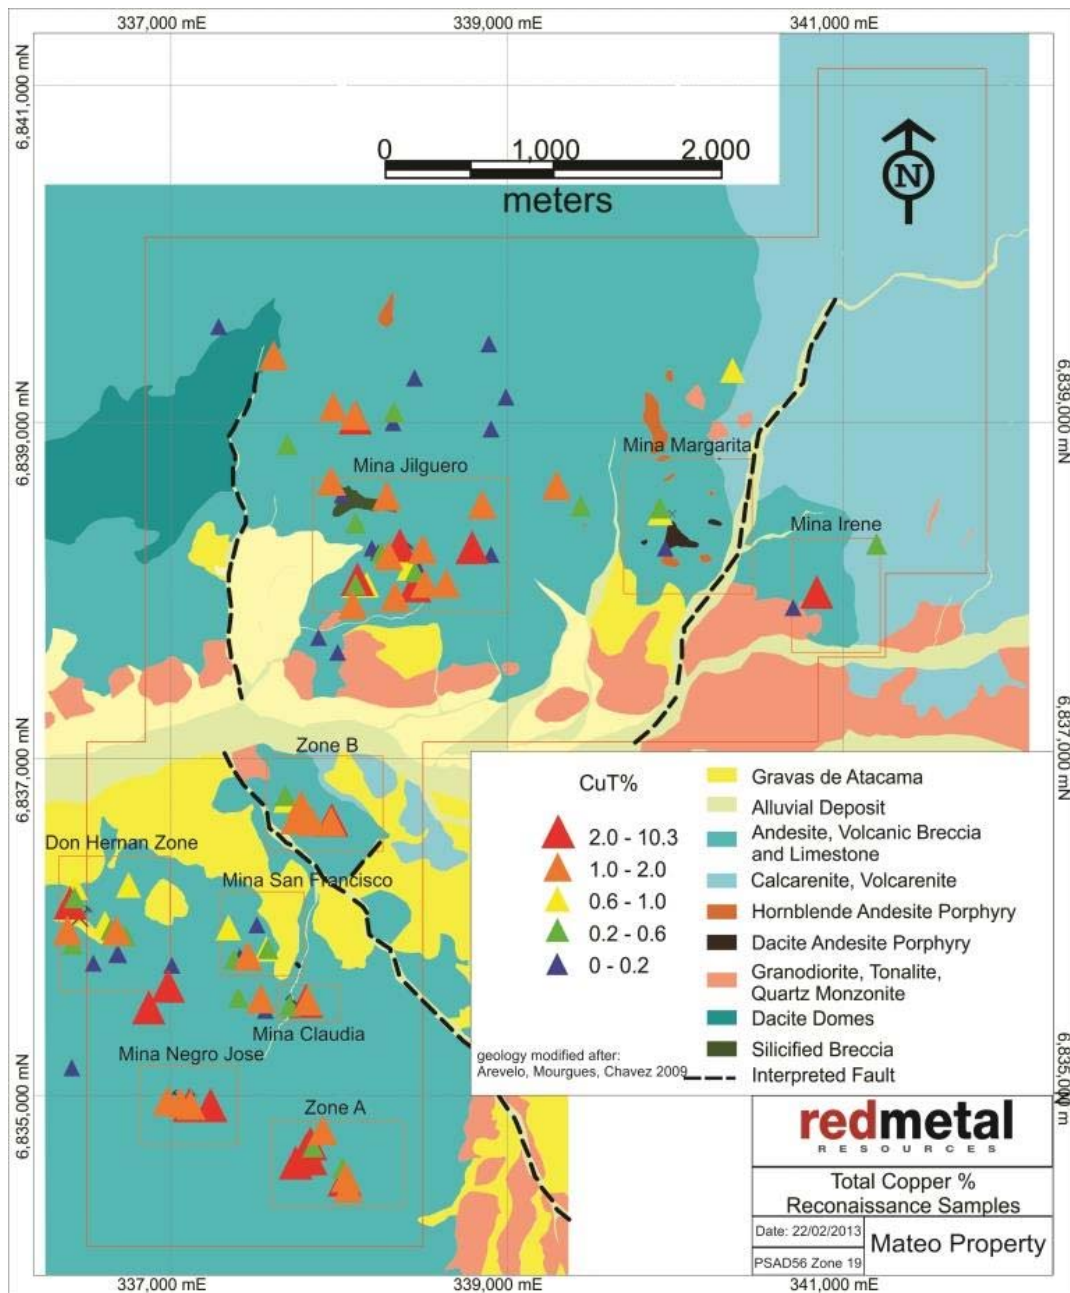 337,000 mE
339,000 mE
341,000 mE
6,841,000 mN
0 1,000 2,000
meters
N
6,839,000 mN
6,839,000 mN
Mina Margarita
Mina Jilguero
Mina Irene
6,837,000 mN
6,837,000 mN
Zone B
Don Hernan Zone
Mina San Francisco
Mina Claudia
Mina Negro Jose
Zone A
6,835,000 mN
6,835,000 m
m
CuT%
2.0 - 10.3
1.0 - 2.0
0.6 - 1.0
0.2 - 0.6
0 - 0.2
geology modified after:
Arevelo, Mourgues, Chavez 2009
Gravas de Atacama
Alluvial Deposit
Andesite, Volcanic Breccia
and Limestone
Calcarenite, Volcarenite
Hornblende Andesite Porphyry
Dacite Andesite Porphyry
Granodiorite, Tonalite,
Quartz Monzonite
Dacite Domes
Silicified Breccia
Interpreted Fault
redmetal
RESOURCES
Total Copper %
Reconaissance Samples
Date: 22/02/2013
PSAD56 Zone 19
Mateo Property
337,000 mE
339,000 mE
341,000 mE